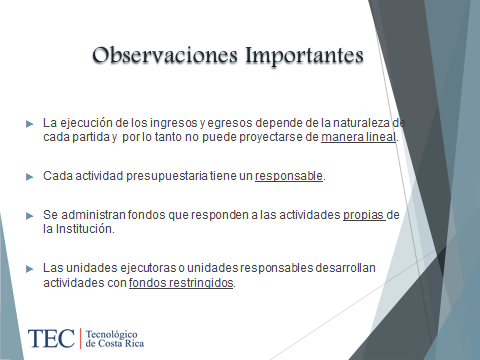 Observaciones Importantes
La ejecución de los ingresos y egresos depende de la naturaleza de
cada partida y por lo tanto no puede proyectarse de manera lineal.
Cada actividad presupuestaria tiene un responsable.
Se administran fondos que responden a las actividades propias de
la Institución.
Las unidades ejecutoras o unidades responsables desarrollan
actividades con fondos restringidos.
TEC Tecnológico
de Costa Rica